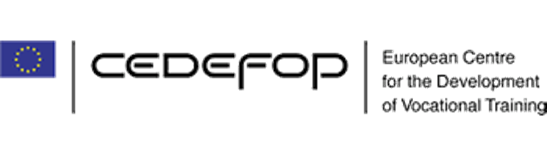 CEDEFOP
European Centre
for the Development
of Vocational Training